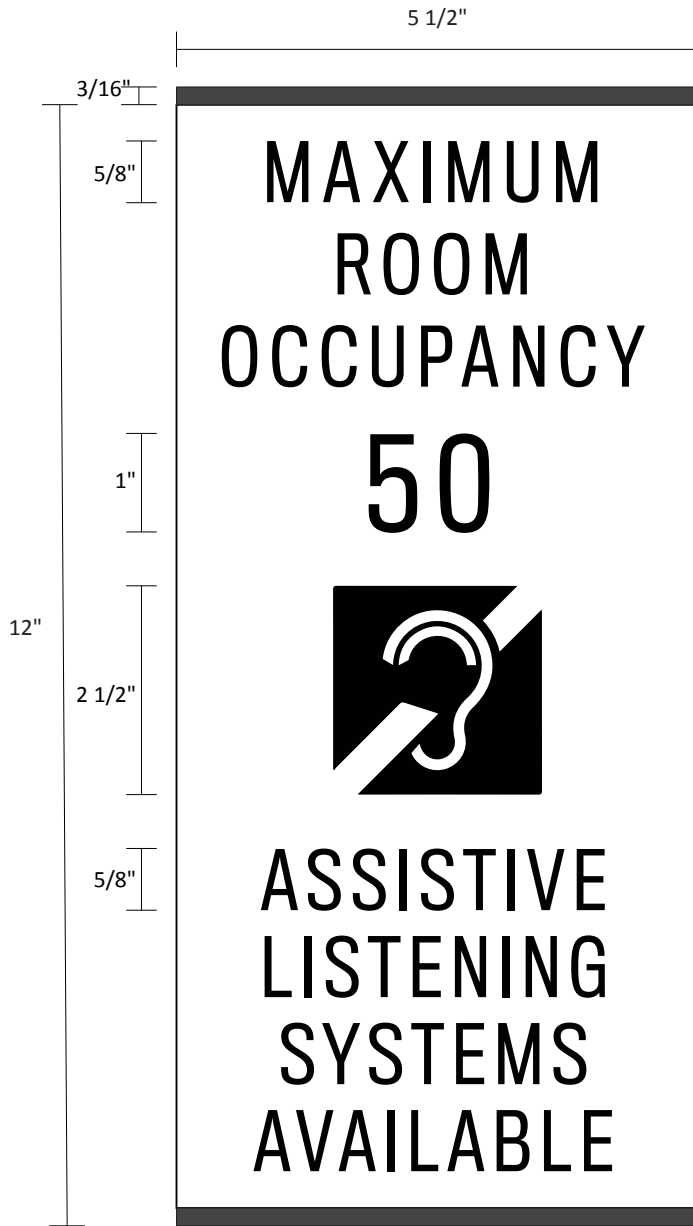 5 1/2"
3/16"
5/8"
MAXIMUM
ROOM
OCCUPANCY
1"
50
12"
2 1/2"
5/8"
ASSISTIVE
LISTENING
SYSTEMS
AVAILABLE